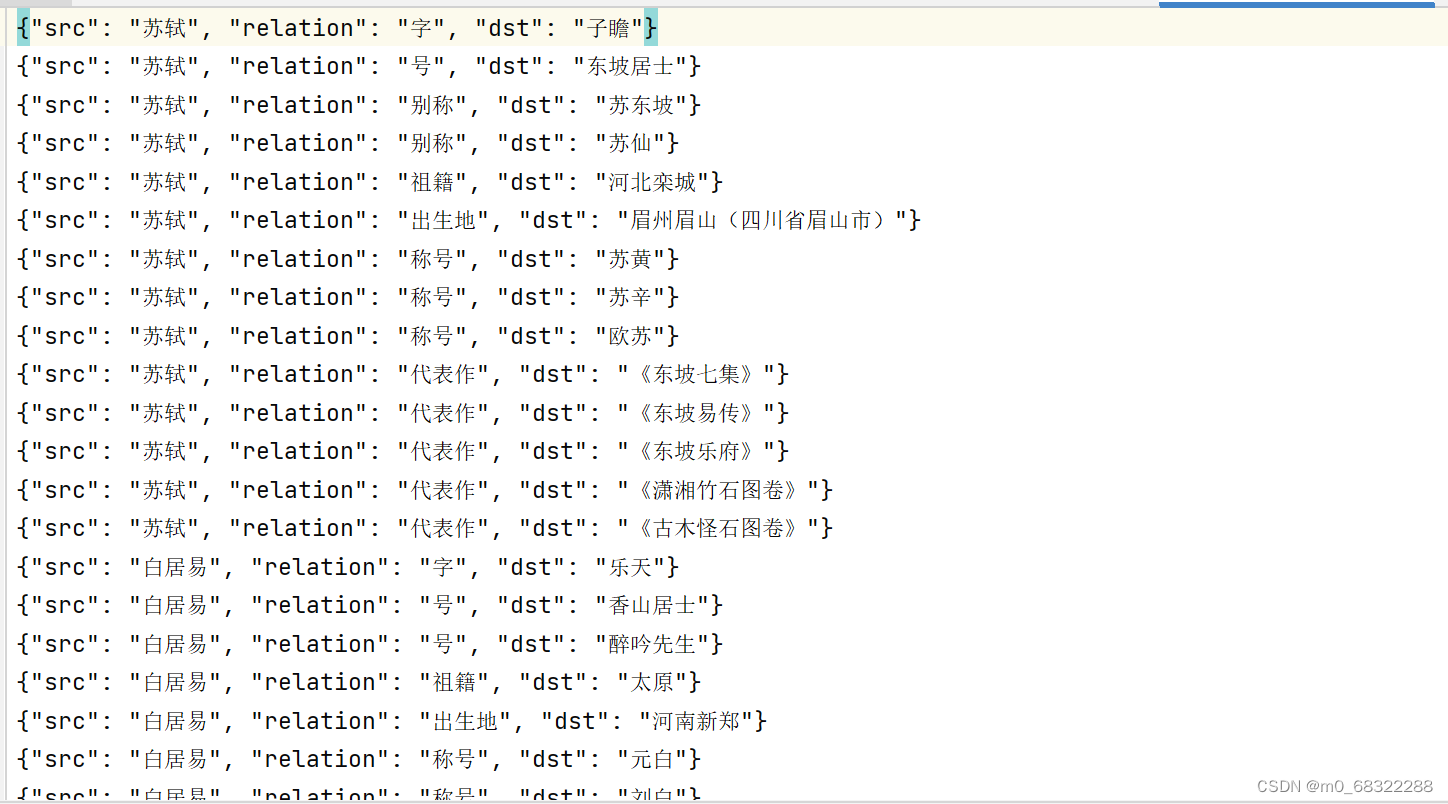 {"src": "苏轼", "relation": "字", "dst": "子瞻"}
{"src": "苏轼", "relation": "号", "dst": "东坡居士"}
{"src": "苏轼", "relation": "别称", "dst": "苏东坡"}
{"src": "苏轼", "relation": "别称", "dst": "苏仙"}
{"src": "苏轼", "relation": "祖籍", "dst": "河北栾城"}
{"src": "苏轼", "relation": "出生地", "dst": "眉州眉山（四川省眉山市）"}
{"src": "苏轼", "relation": "称号", "dst": "苏黄"}
{"src": "苏轼", "relation": "称号", "dst": "苏辛"}
{"src": "苏轼", "relation": "称号", "dst": "欧苏"}
{"src": "苏轼", "relation": "代表作", "dst": "《东坡七集》"}
{"src": "苏轼", "relation": "代表作", "dst": "《东坡易传》"}
{"src": "苏轼", "relation": "代表作", "dst": "《东坡乐府》"}
{"src": "苏轼", "relation": "代表作", "dst": "《潇湘竹石图卷》"}
{"src": "苏轼", "relation": "代表作", "dst": "《古木怪石图卷》"}
{"src": "白居易", "relation": "字", "dst": "乐天"}
{"src": "白居易", "relation": "号", "dst": "香山居士"}
{"src": "白居易", "relation": "号", "dst": "醉吟先生"}
{"src": "白居易", "relation": "祖籍", "dst": "太原"}
{"src": "白居易", "relation": "出生地", "dst": "河南新郑"}
{"src": "白居易", "relation": "称号", "dst": "元白"}
{"src": "白居易", "relation": "称号", "dst": "刘白"}
CSDN @m0_68322288